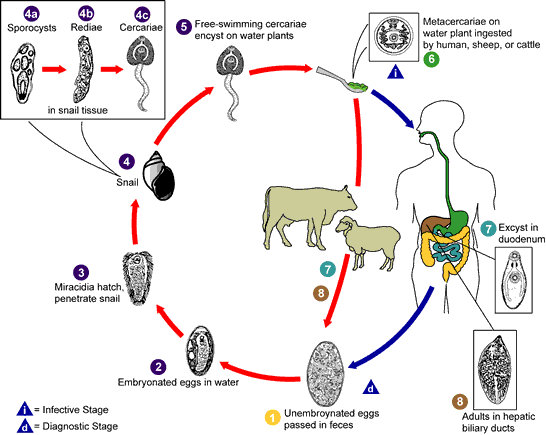 4a
4b
4c
Sporocysts
Rediae
Cercariae
in snail tissue
5
Free-swimming cercariae
encyst on water plants
Metacercariae on
water plant ingested
by human, sheep, or cattle
6
i
4
Snail
7
Excyst in
duodenum
3
Miracidia hatch,
penetrate snail
7
8
2
Embryonated eggs in water
d
1
Unembroynated eggs
passed in feces
8
Adults in hepatic
biliary ducts
i = Infective Stage
d = Diagnostic Stage